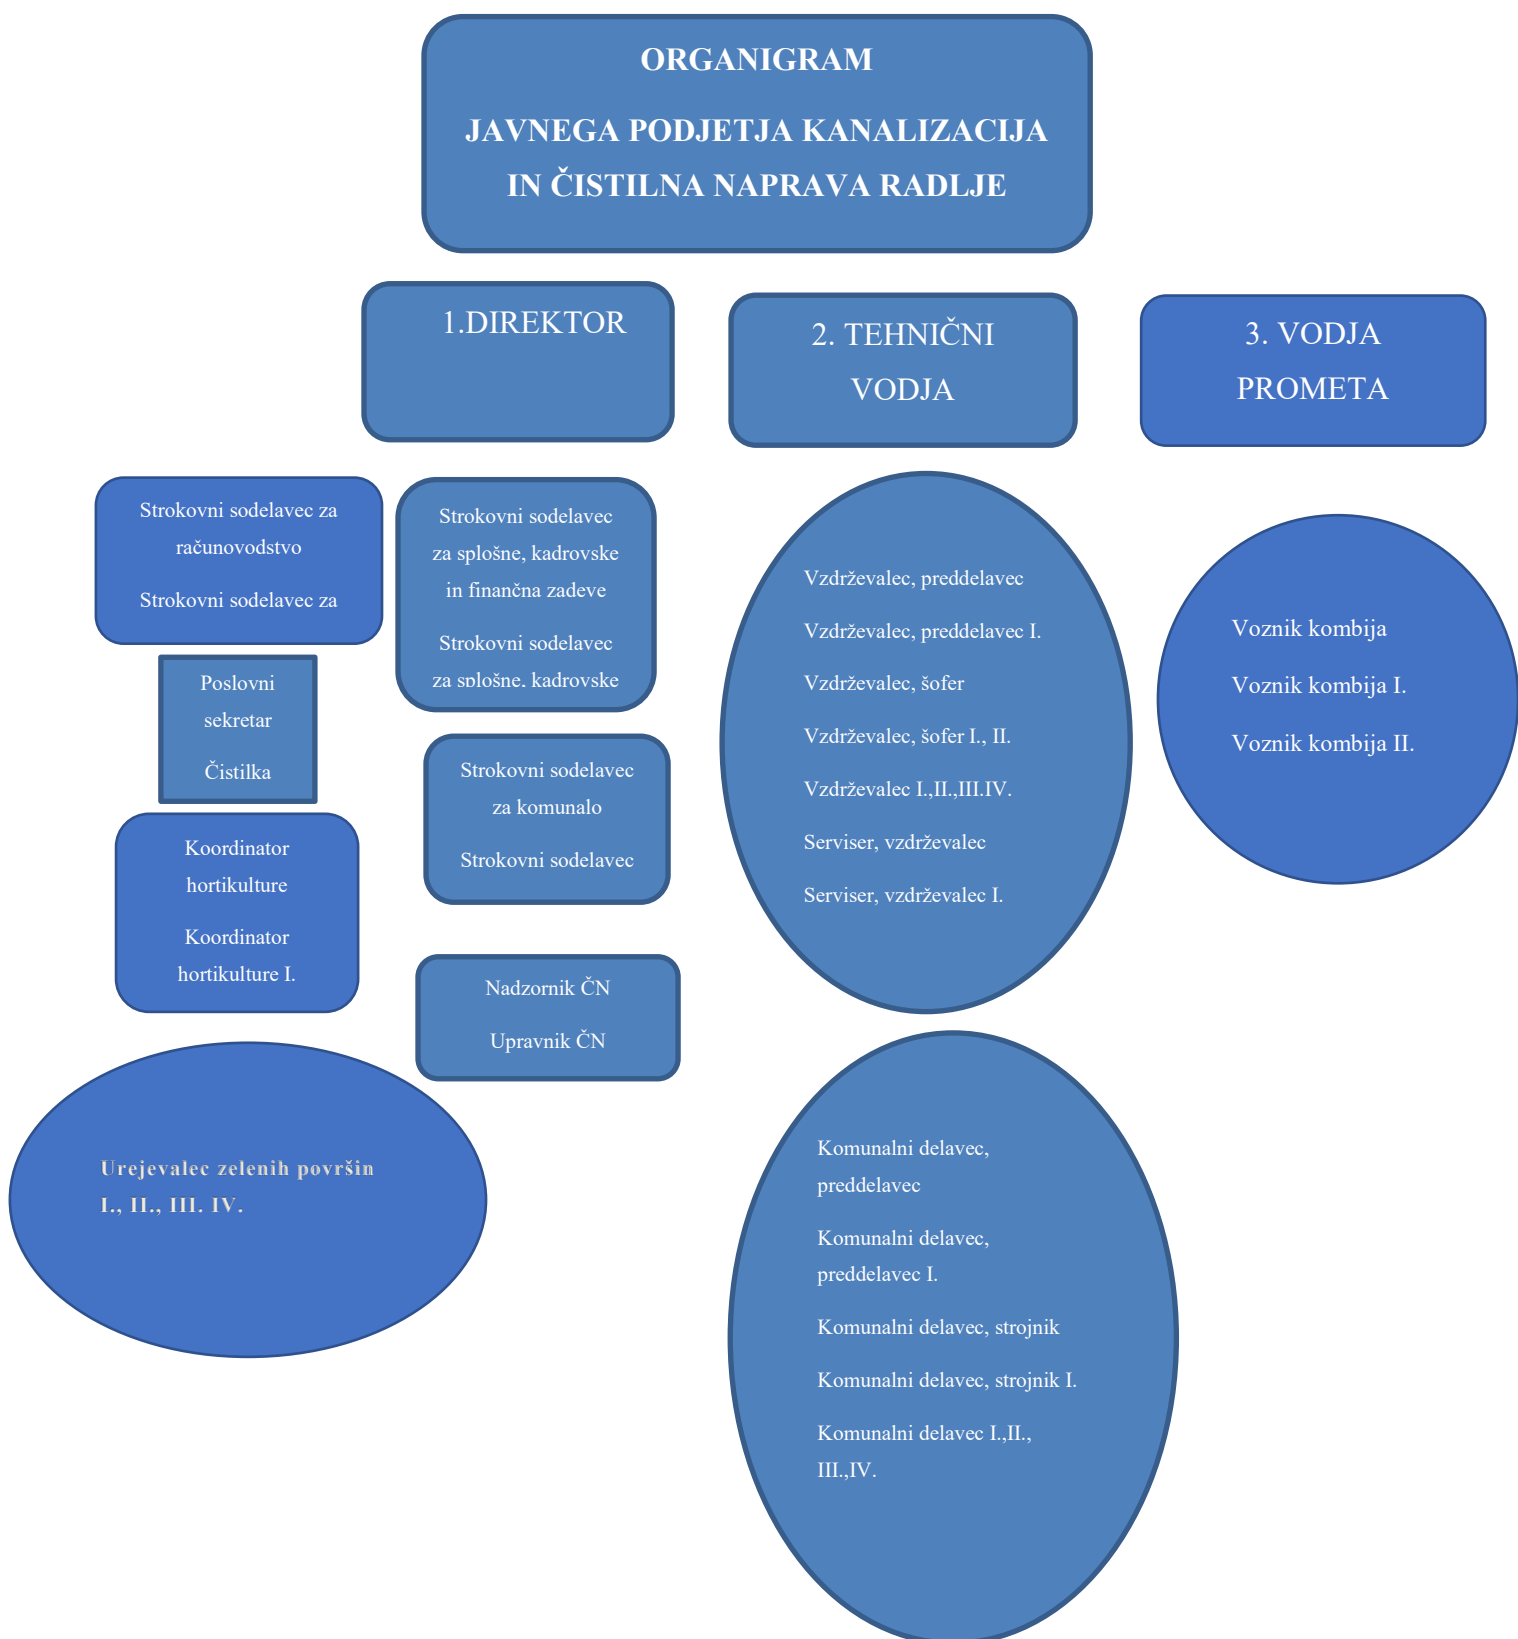 ORGANIGRAM
JAVNEGA PODJETJA KANALIZACIJA
IN ČISTILNA NAPRAVA RADLJE
1.DIREKTOR
2. TEHNIČNI
VODJA
3. VODJA
PROMETA
Strokovni sodelavec za
računovodstvo
Strokovni sodelavec za
Poslovni
sekretar
Čistilka
Koordinator
hortikulture
Koordinator
hortikulture I.
Urejevalec zelenih površin
I., II., III. IV.
Strokovni sodelavec
za splošne, kadrovske
in finančna zadeve
Strokovni sodelavec
za splošne, kadrovske
Strokovni sodelavec
za komunalo
Strokovni sodelavec
Nadzornik ČN
Upravnik ČN
Vzdrževalec, preddelavec
Vzdrževalec, preddelavec I.
Vzdrževalec, šofer
Vzdrževalec, šofer I., II.
Vzdrževalec I.,II.,III.IV.
Serviser, vzdrževalec
Serviser, vzdrževalec I.
Komunalni delavec,
preddelavec
Komunalni delavec,
preddelavec I.
Komunalni delavec, strojnik
Komunalni delavec, strojnik I.
Komunalni delavec I.,II.,
III.,IV.
Voznik kombija
Voznik kombija I.
Voznik kombija II.